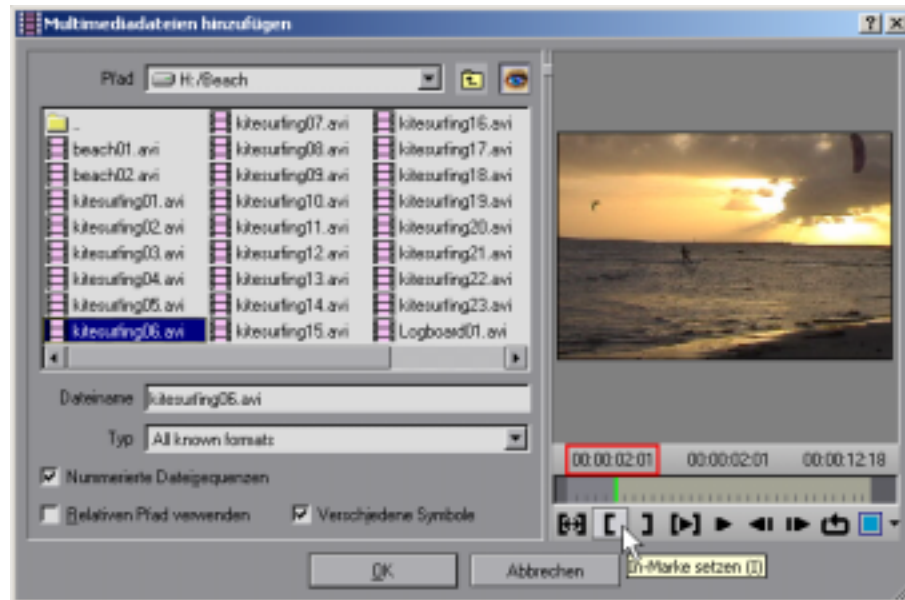 Multimediadateien hinzufügen
Pfad H:/Beach
..
beach01.avi
beach02.avi
kitesurfing01.avi
kitesurfing02.avi
kitesurfing03.avi
kitesurfing04.avi
kitesurfing05.avi
kitesurfing06.avi
kitesurfing07.avi
kitesurfing08.avi
kitesurfing09.avi
kitesurfing10.avi
kitesurfing11.avi
kitesurfing12.avi
kitesurfing13.avi
kitesurfing14.avi
kitesurfing15.avi
kitesurfing16.avi
kitesurfing17.avi
kitesurfing18.avi
kitesurfing19.avi
kitesurfing20.avi
kitesurfing21.avi
kitesurfing22.avi
kitesurfing23.avi
Logboard01.avi
Dateiname kitesurfing06.avi
Typ All known formats
Nummerierte Dateigequenzen
Relativen Pfad verwenden
Verschiedene Symbole
OK
Abbrechen
00:00:02:01 00:00:02:01 00:00:12:18
In-Marke setzen (I)